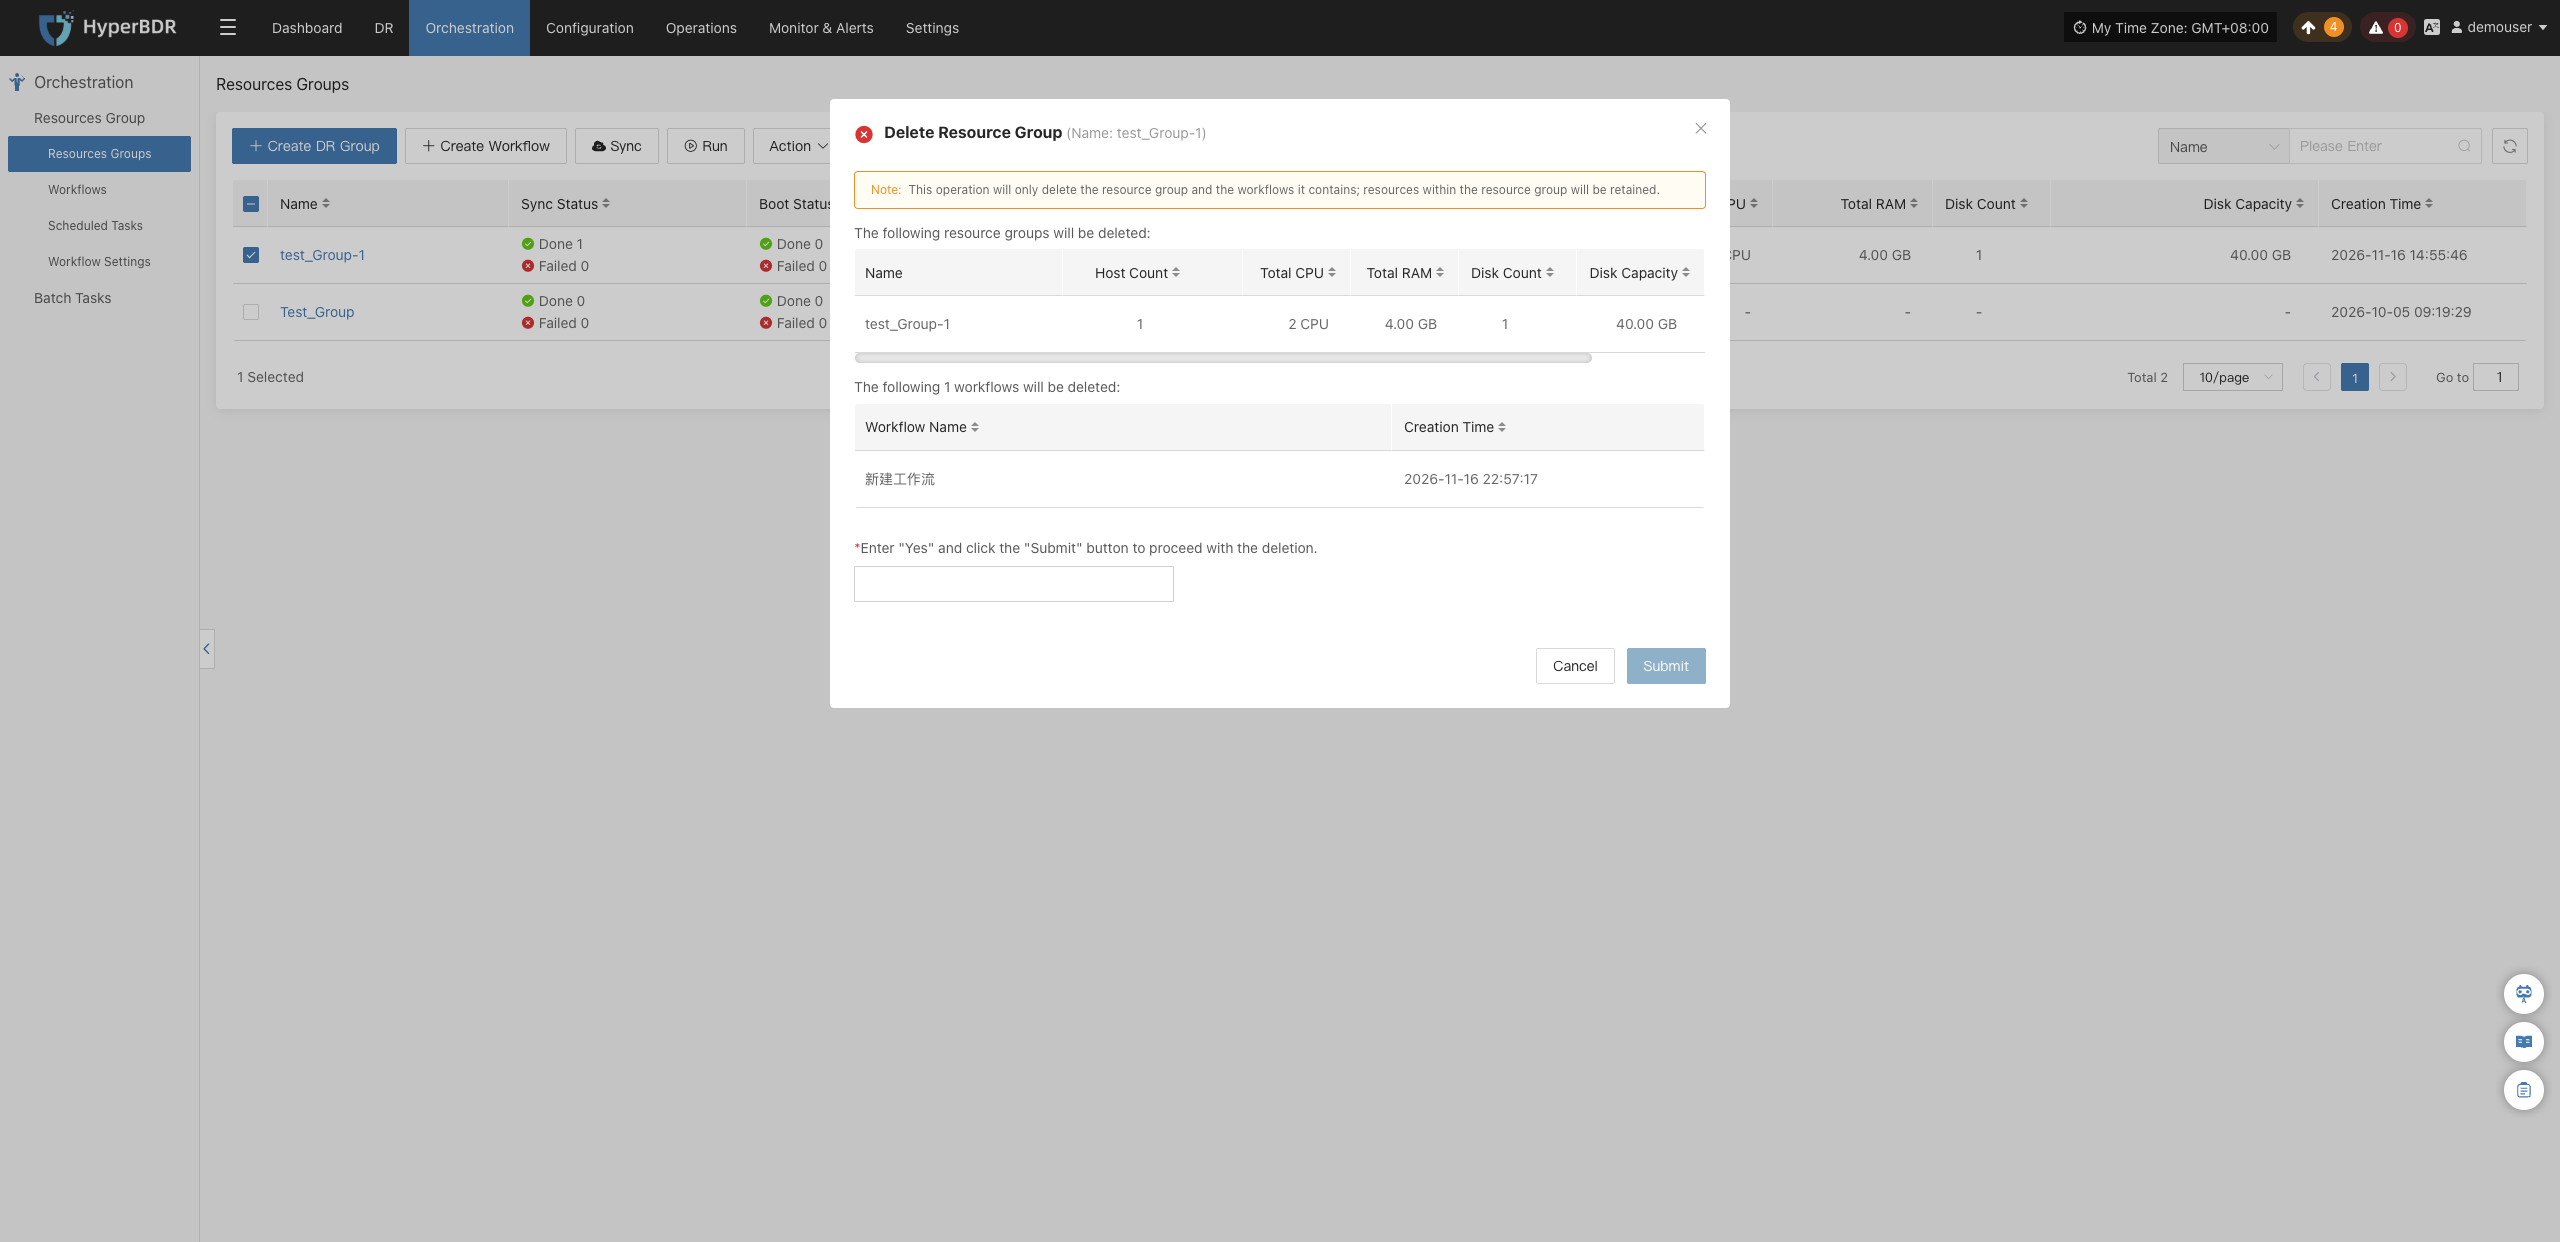 HyperBDR
Dashboard DR Orchestration Configuration Operations Monitor & Alerts Settings
My Time Zone: GMT+08:00 4 0 demouser
Orchestration
Resources Group
Resources Groups
Workflows
Scheduled Tasks
Workflow Settings
Batch Tasks
Resources Groups
Create DR Group Create Workflow Sync Run Action Name Please Enter
Name Sync Status Boot Status PU Total RAM Disk Count Disk Capacity Creation Time
test_Group-1 Done 1 Failed 0 Done 0 Failed 0 CPU 4.00 GB 1 40.00 GB 2026-11-16 14:55:46
Test_Group Done 0 Failed 0 Done 0 Failed 0 - - - - 2026-10-05 09:19:29
1 Selected Total 2 10/page 1 Go to 1
Delete Resource Group (Name: test_Group-1)
Note: This operation will only delete the resource group and the workflows it contains; resources within the resource group will be retained.
The following resource groups will be deleted:
Name Host Count Total CPU Total RAM Disk Count Disk Capacity
test_Group-1 1 2 CPU 4.00 GB 1 40.00 GB
The following 1 workflows will be deleted:
Workflow Name Creation Time
新建工作流 2026-11-16 22:57:17
*Enter "Yes" and click the "Submit" button to proceed with the deletion.
Cancel Submit